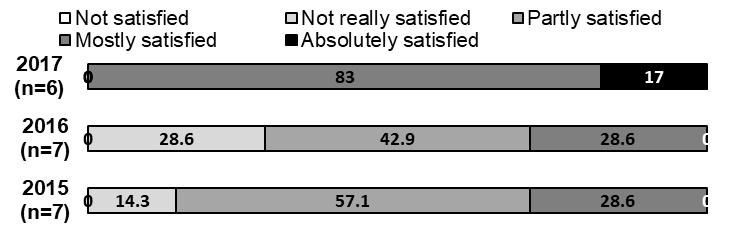 Not satisfied Not really satisfied Partly satisfied
Mostly satisfied Absolutely satisfied
2017
(n=6)
0 83 17
2016
(n=7)
0 28.6 42.9 28.6 0
2015
(n=7)
0 14.3 57.1 28.6 0